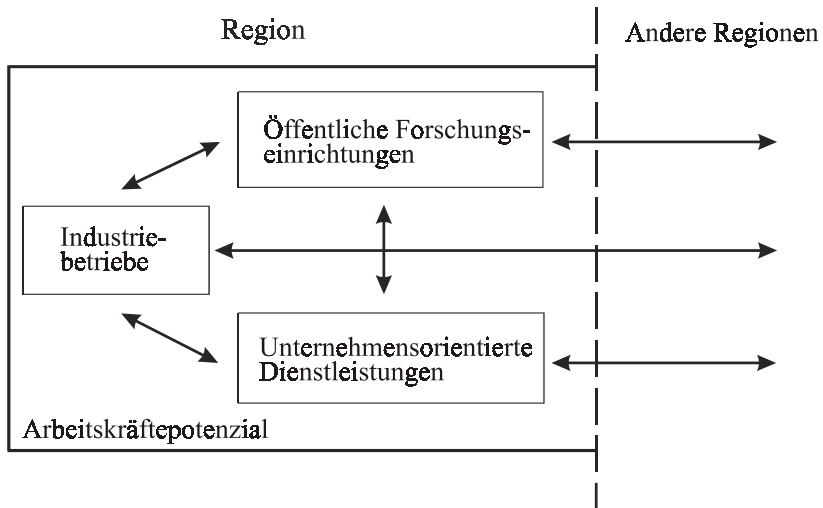 Region
Andere Regionen
Öffentliche Forschungs-
einrichtungen
Industrie-
betriebe
Unternehmensorientierte
Dienstleistungen
Arbeitskräftepotenzial